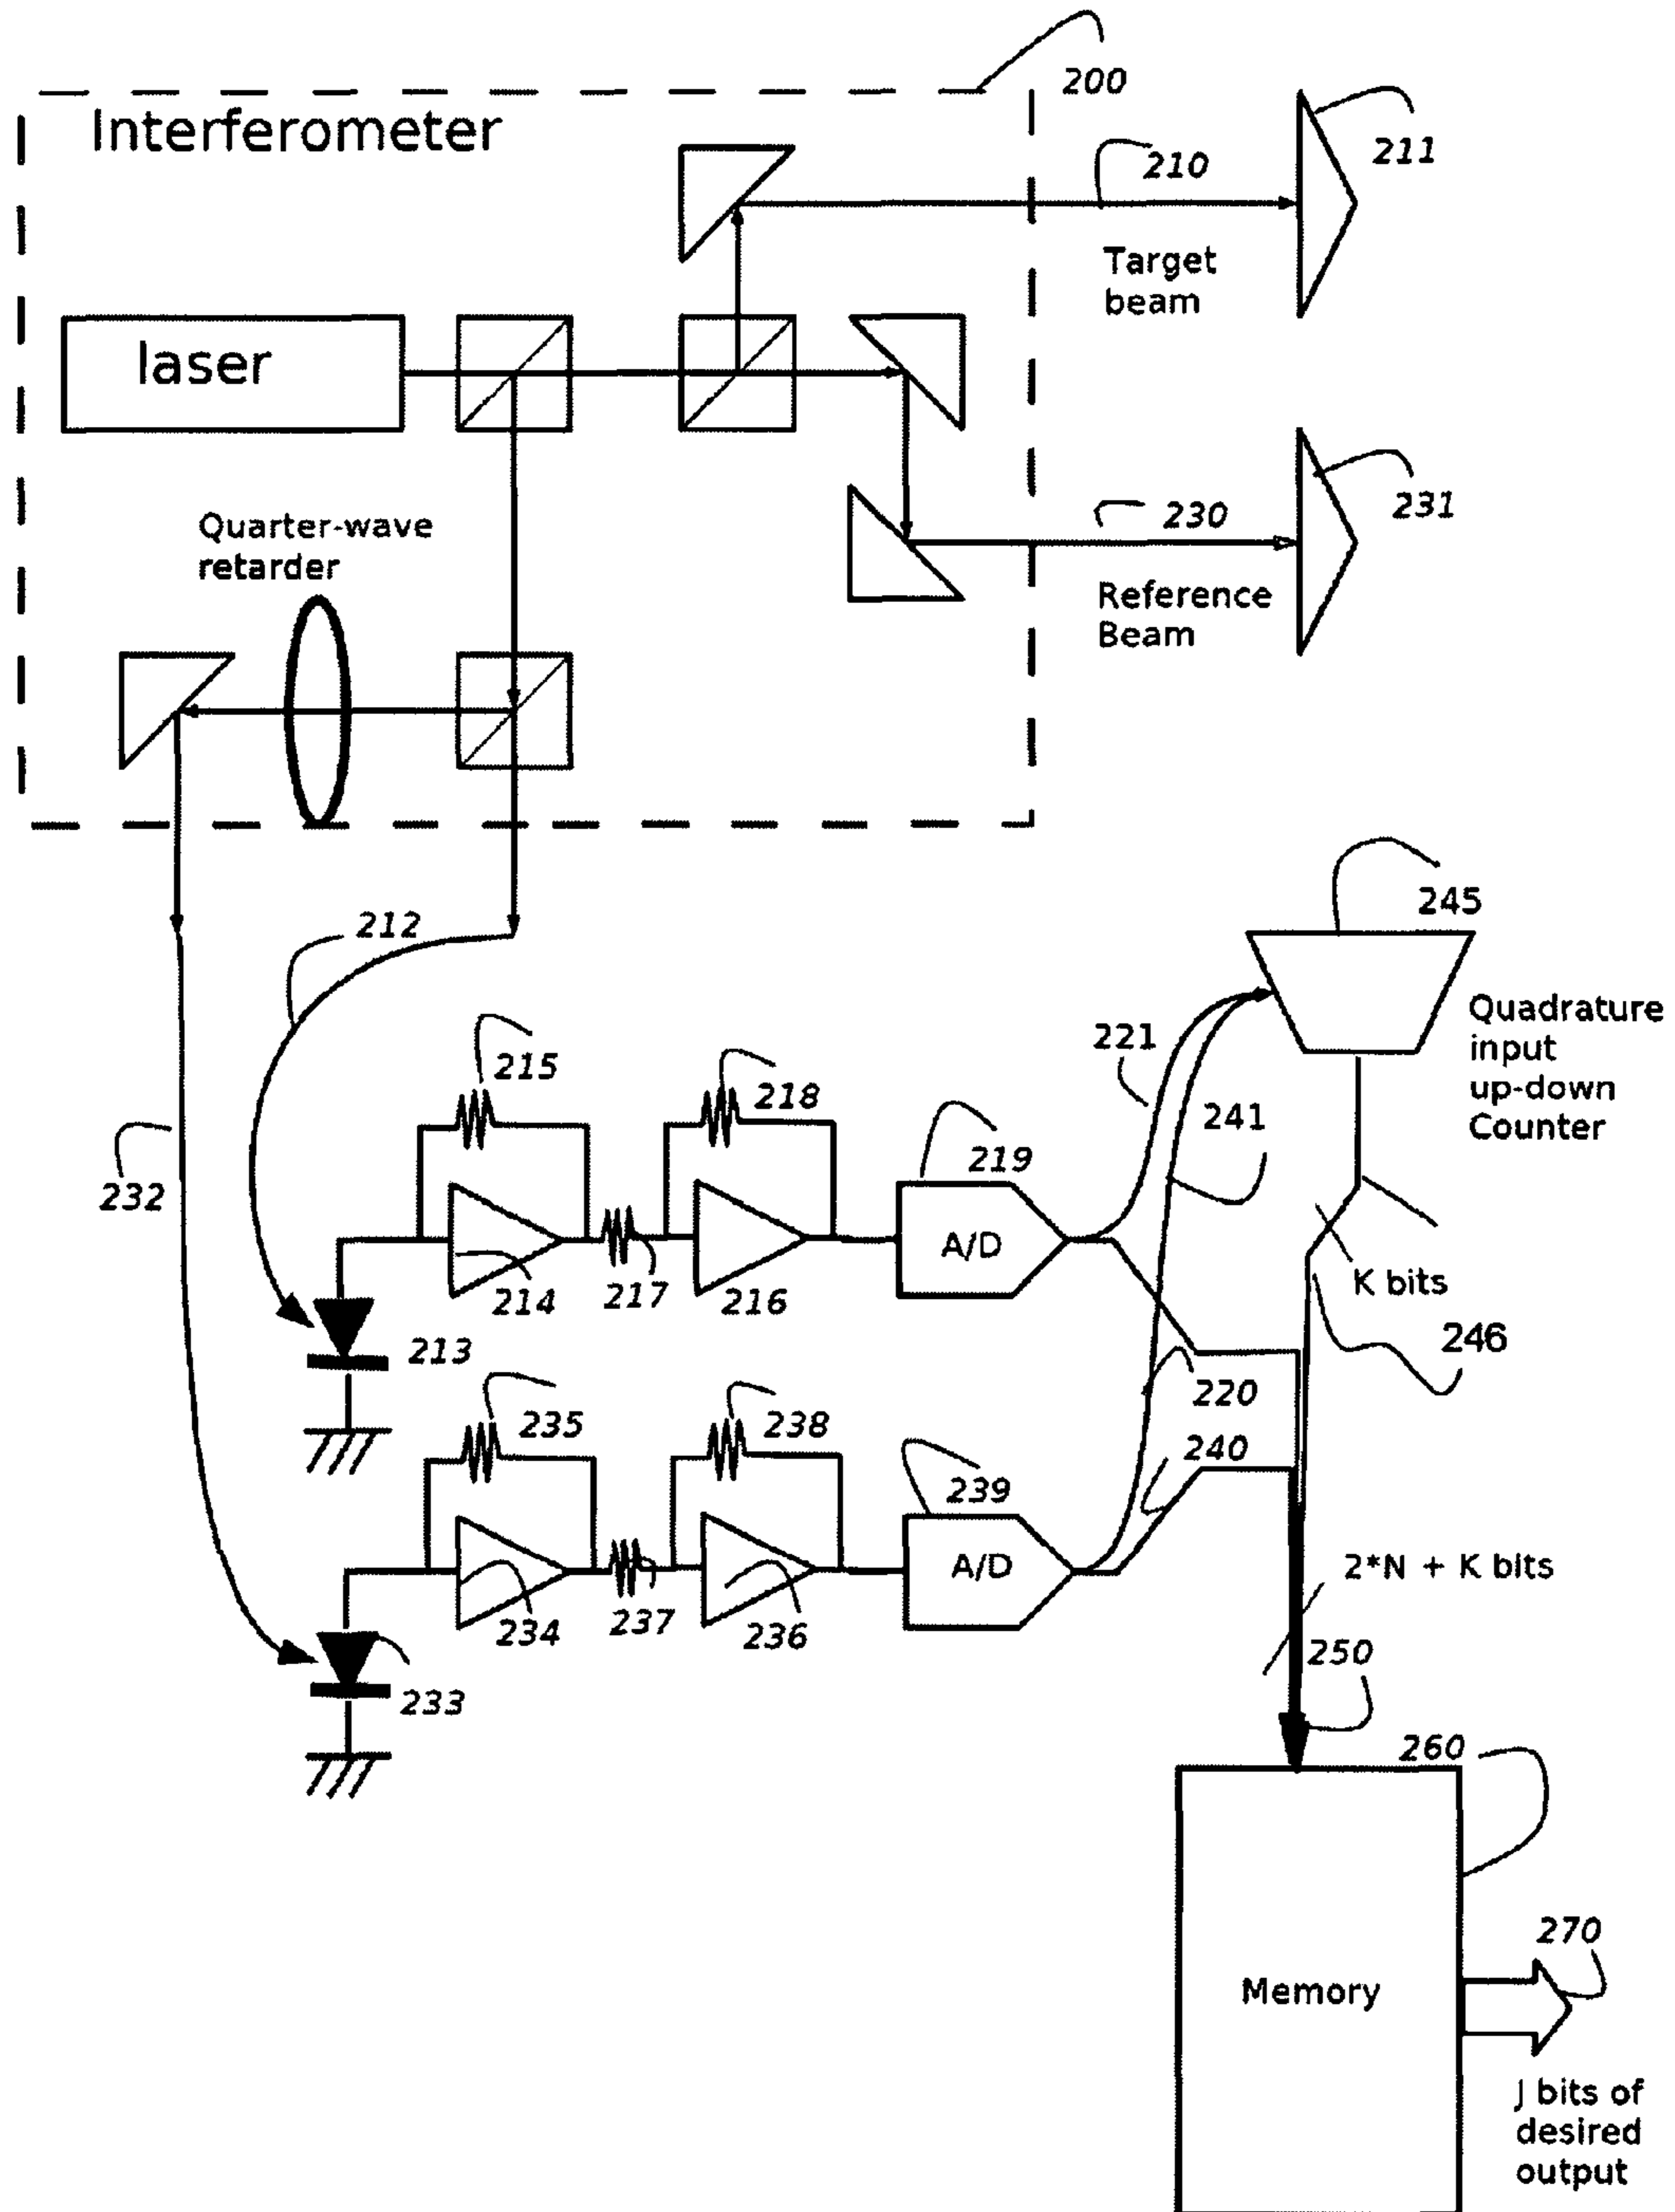 200
Interferometer
211
210
Target
beam
laser
231
230
Quarter-wave
retarder
Reference
Beam
245
212
Quadrature
input
up-down
Counter
221
215
218
241
219
232
A/D
K bits
217
214
216
246
213
220
235
238
240
239
2*N + K bits
A/D
237
234
236
250
233
260
270
Memory
J bits of
desired
output